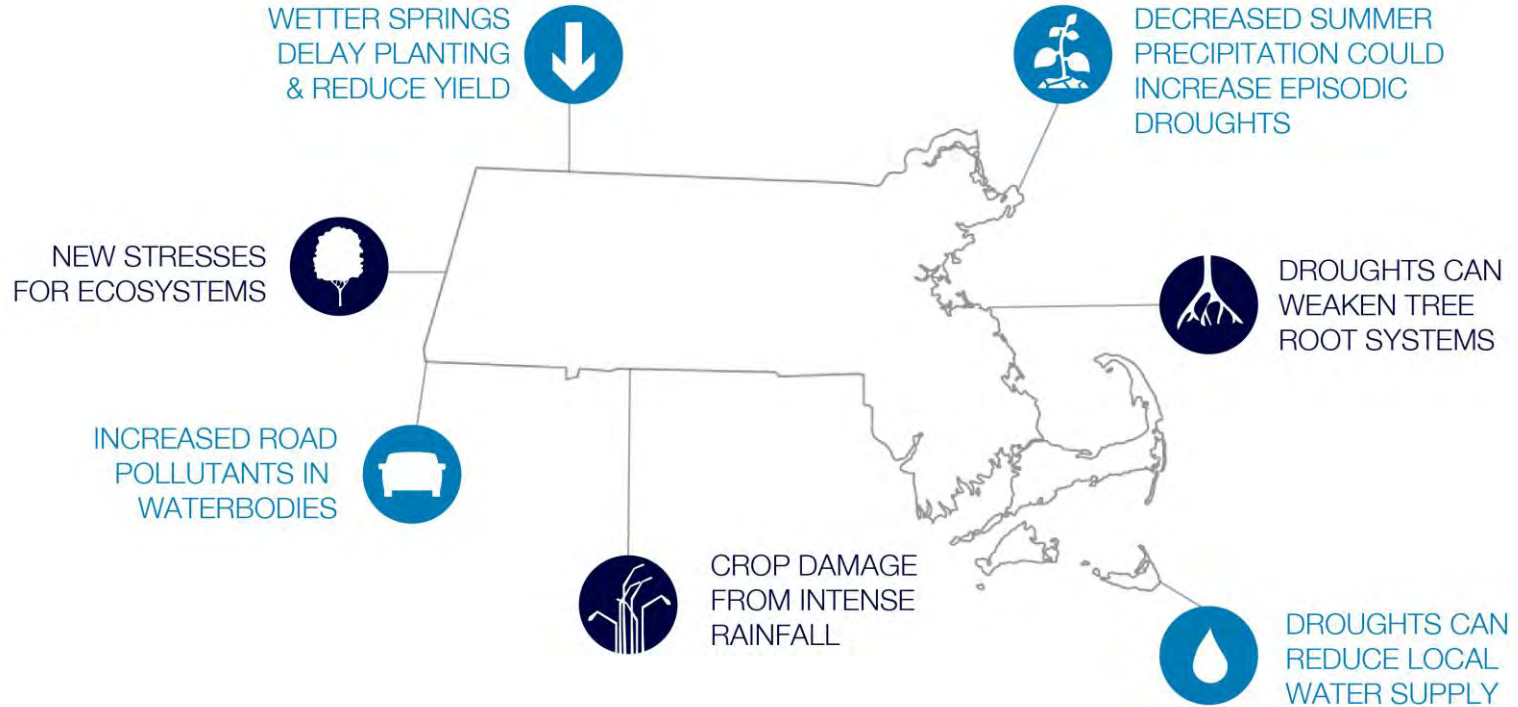 WETTER SPRINGS
DELAY PLANTING
& REDUCE YIELD
DECREASED SUMMER
PRECIPITATION COULD
INCREASE EPISODIC
DROUGHTS
NEW STRESSES
FOR ECOSYSTEMS
DROUGHTS CAN
WEAKEN TREE
ROOT SYSTEMS
INCREASED ROAD
POLLUTANTS IN
WATERBODIES
CROP DAMAGE
FROM INTENSE
RAINFALL
DROUGHTS CAN
REDUCE LOCAL
WATER SUPPLY